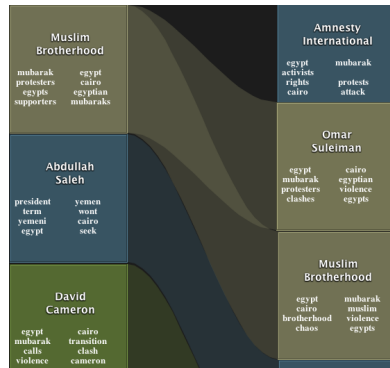 Muslim
Brotherhood
mubarak egypt
protesters cairo
egypts egyptian
supporters mubaraks
Abdullah
Saleh
president yemen
term wont
yemeni cairo
egypt seek
David
Cameron
egypt cairo
mubarak transition
calls clash
violence cameron
Amnesty
International
egypt mubarak
activists
rights protests
cairo attack
Omar
Suleiman
egypt cairo
mubarak egyptian
protesters violence
clashes egypts
Muslim
Brotherhood
egypt mubarak
cairo muslim
brotherhood violence
chaos egypts